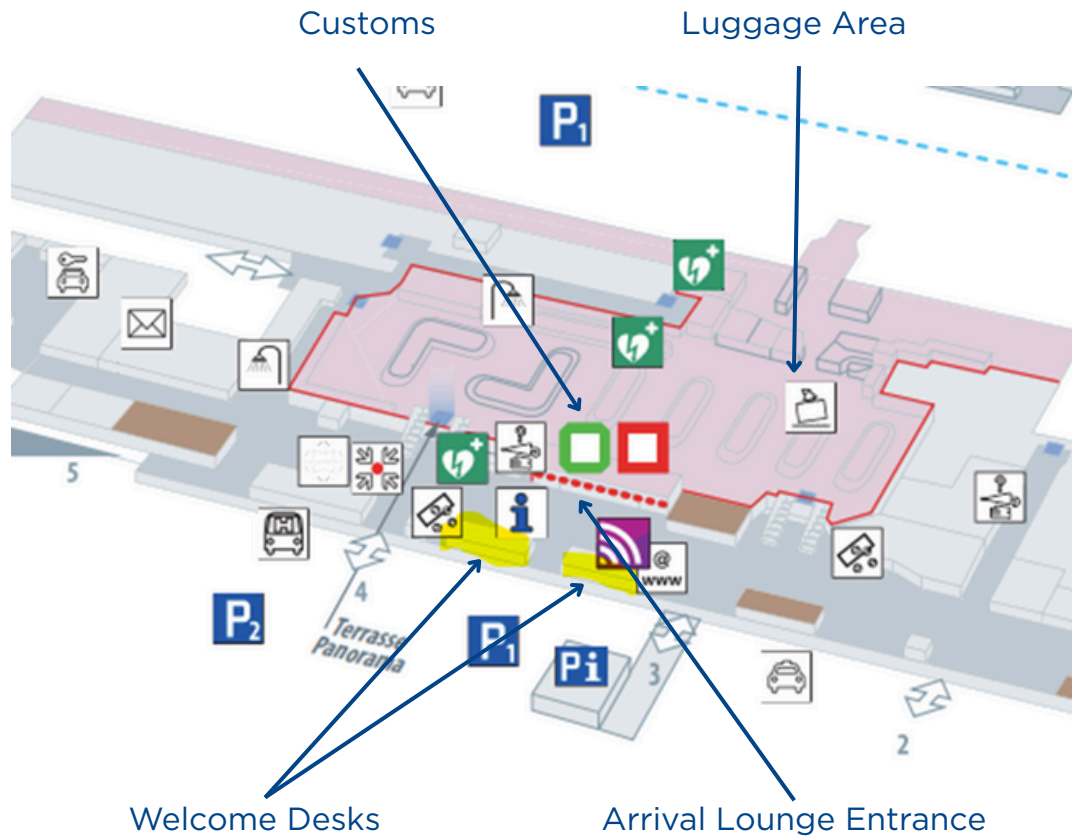 Customs
Luggage Area
P1
5
i
@
www
4
P2
Terrasse
Panorama
P1
Pi
3
2
Welcome Desks
Arrival Lounge Entrance